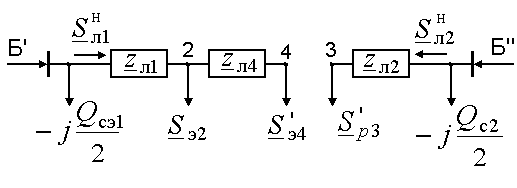 Б' S^н_л1 z_л1 2 z_л4 4 3 z_л2 S^н_л2 Б"
-j Q_сэ1/2 S_э2 S'_э4 S'_р3 -j Q_с2/2